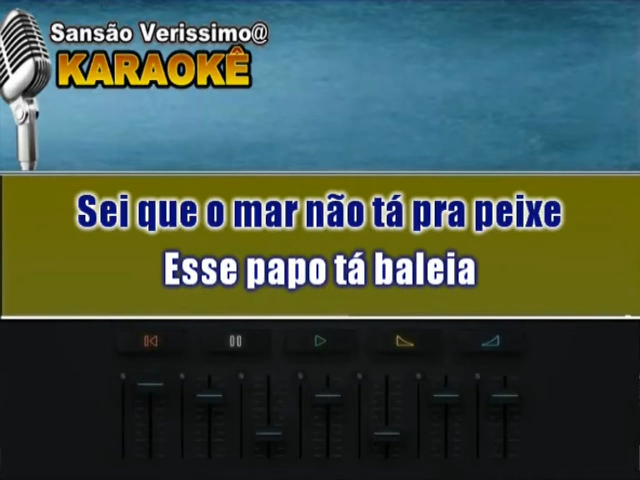 Sansão Verissimo@
KARAOKÊ
Sei que o mar não tá pra peixe
Esse papo tá baleia